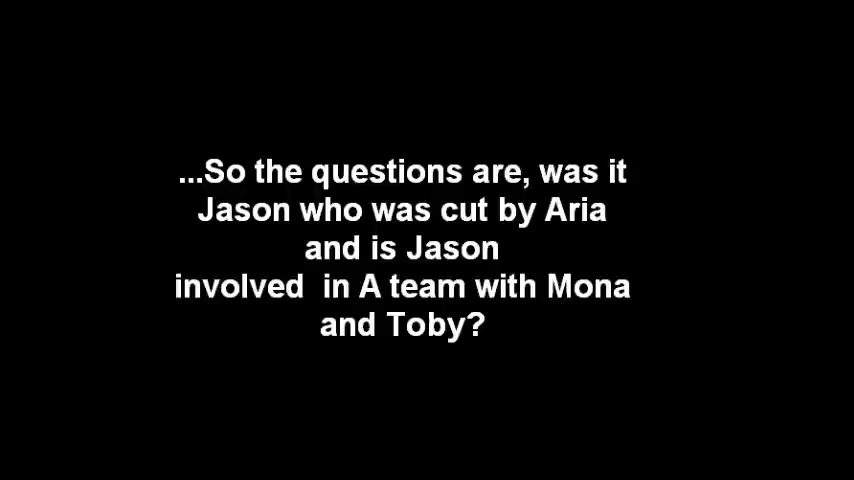 ...So the questions are, was it
Jason who was cut by Aria
and is Jason
involved  in A team with Mona
and Toby?